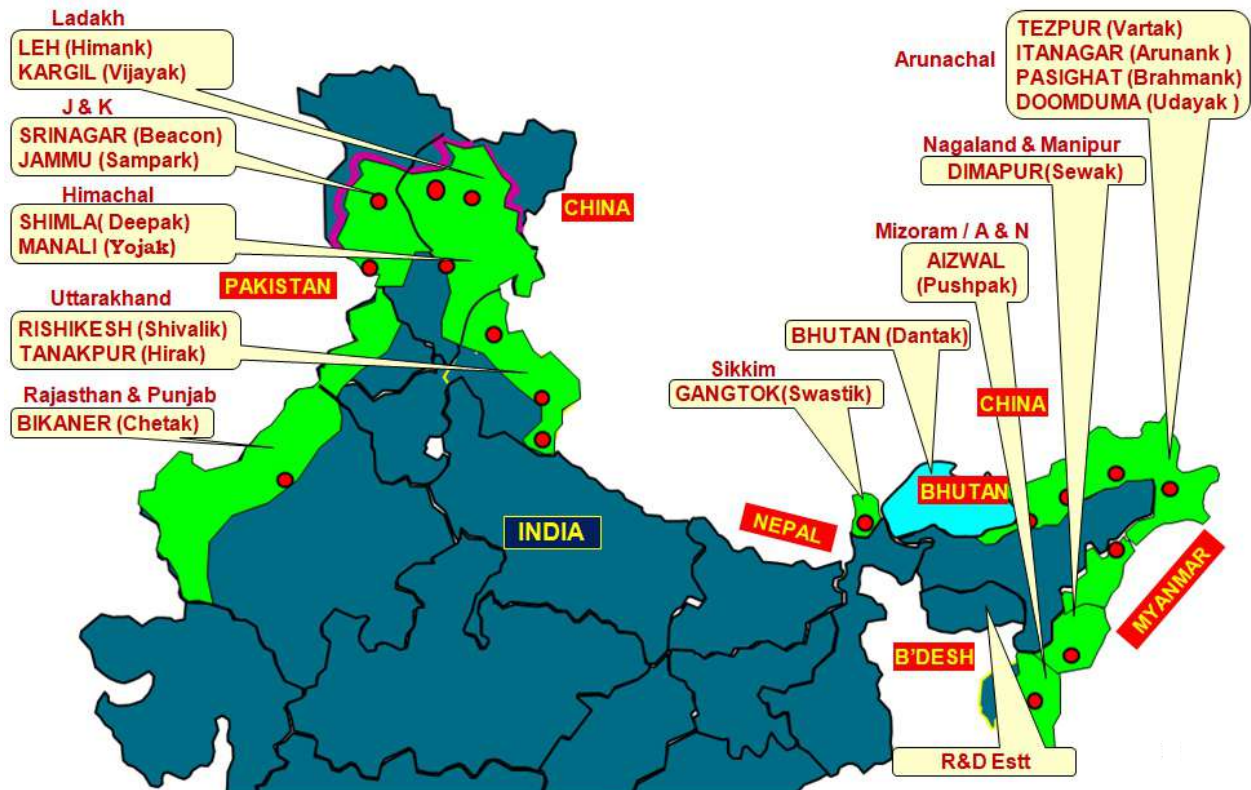 Ladakh
LEH (Himank)
KARGIL (Vijayak)
J & K
SRINAGAR (Beacon)
JAMMU (Sampark)
Himachal
SHIMLA( Deepak)
MANALI (Yojak)
Uttarakhand
RISHIKESH (Shivalik)
TANAKPUR (Hirak)
Rajasthan & Punjab
BIKANER (Chetak)
PAKISTAN
CHINA
INDIA
Arunachal
TEZPUR (Vartak)
ITANAGAR (Arunank )
PASIGHAT (Brahmank)
DOOMDUMA (Udayak )
Nagaland & Manipur
DIMAPUR(Sewak)
Mizoram / A & N
AIZWAL
(Pushpak)
BHUTAN (Dantak)
Sikkim
GANGTOK(Swastik)
CHINA
BHUTAN
NEPAL
MYANMAR
B'DESH
R&D Estt